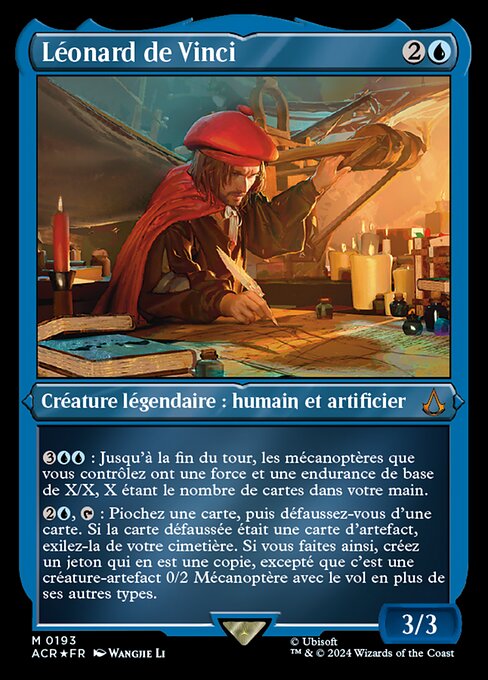 Léonard de Vinci 2
Créature légendaire : humain et artificier
3 : Jusqu'à la fin du tour, les mécanoptères que
vous contrôlez ont une force et une endurance de base
de X/X, X étant le nombre de cartes dans votre main.
2, : Piochez une carte, puis défaussez-vous d'une
carte. Si la carte défaussée était une carte d'artefact,
exilez-la de votre cimetière. Si vous faites ainsi, créez
un jeton qui en est une copie, excepté que c'est une
créature-artefact 0/2 Mécanoptère avec le vol en plus de
ses autres types.
3/3
M 0193
ACR★FR Wangjie Li
© Ubisoft
™ & © 2024 Wizards of the Coast